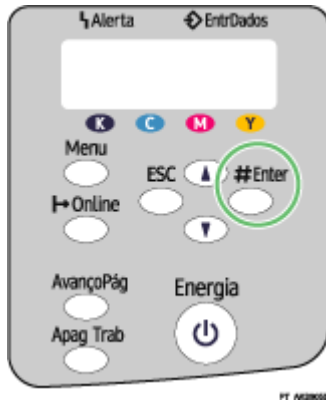 Alerta EntrDados
K C M Y
Menu
ESC #Enter
Online
AvançoPág Energia
Apag Trab